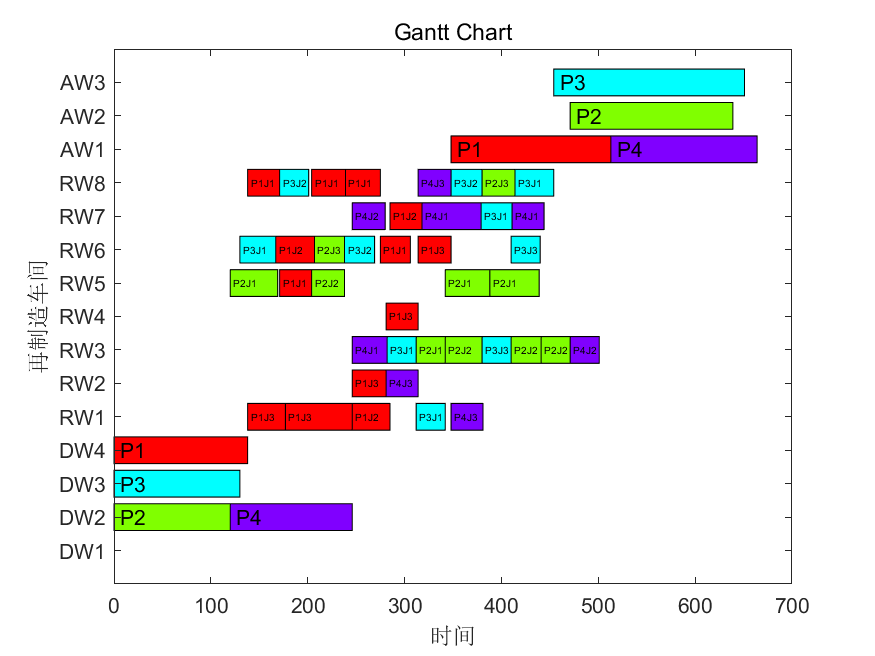 Gantt Chart
AW3 P3
AW2 P2
AW1 P1 P4
RW8 P1J1 P3J2 P1J1 P1J1 P4J3 P3J2 P2J3 P3J1
RW7 P4J2 P1J2 P4J1 P3J1 P4J1
RW6 P3J1 P1J2 P2J3 P3J2 P1J1 P1J3 P3J3
RW5 P2J1 P1J1 P2J2 P2J1 P2J1
RW4 P1J3
RW3 P4J1 P3J1 P2J1 P2J2 P3J3 P2J2 P2J2 P4J2
RW2 P1J3 P4J3
RW1 P1J3 P1J3 P1J2 P3J1 P4J3
DW4 P1
DW3 P3
DW2 P2 P4
DW1
0 100 200 300 400 500 600 700
时间
再制造车间